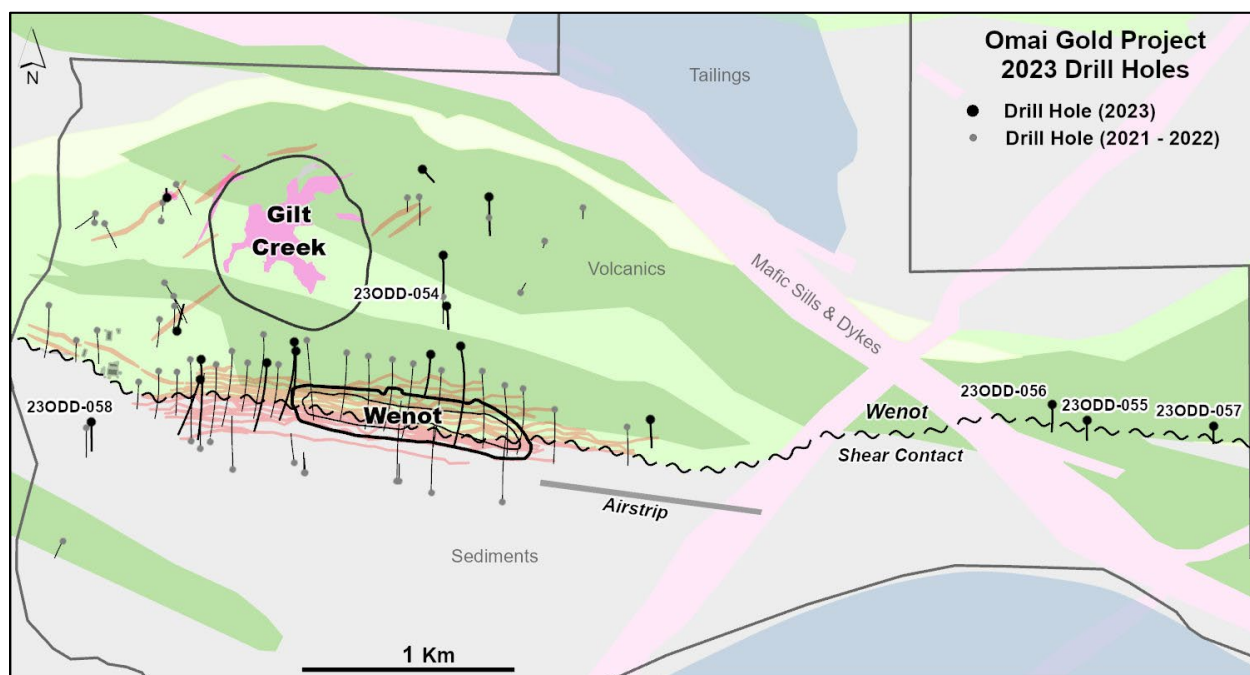 Omai Gold Project
2023 Drill Holes
Drill Hole (2023)
Drill Hole (2021 - 2022)
N
Tailings
Gilt
Creek
Volcanics
Mafic Sills & Dykes
23ODD-054
23ODD-058
Wenot
23ODD-056
23ODD-055
23ODD-057
Wenot
Shear Contact
Airstrip
Sediments
1 Km